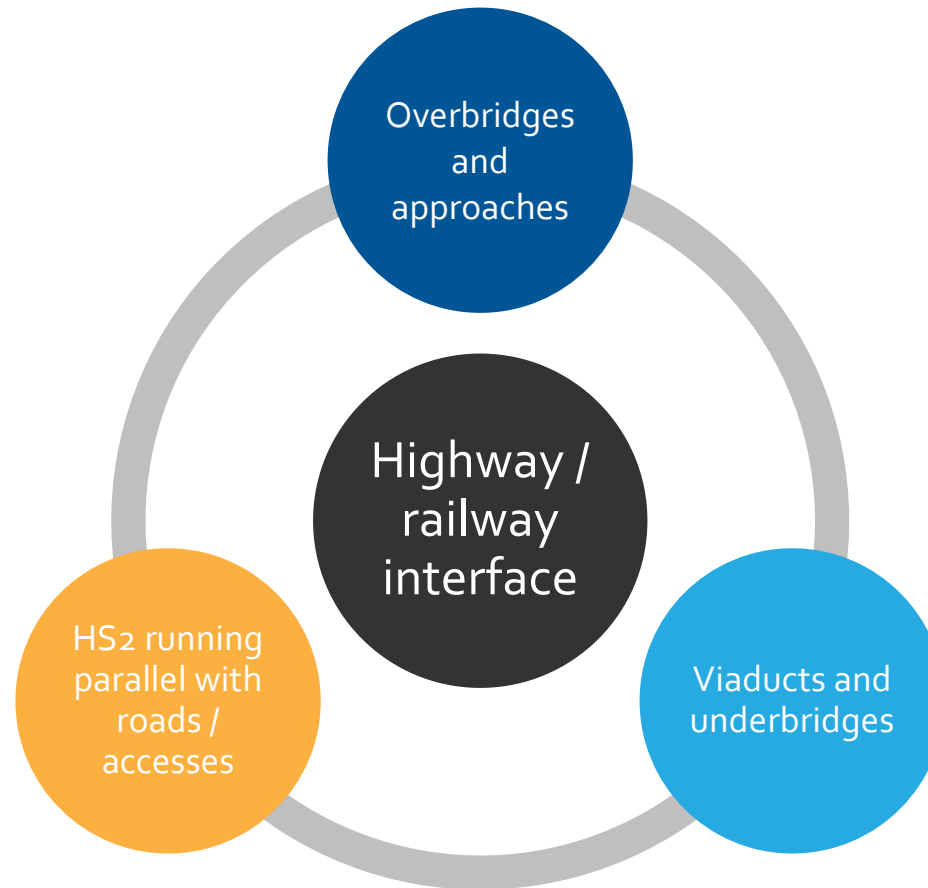 Overbridges
and
approaches
Highway /
railway
interface
HS2 running
parallel with
roads /
accesses
Viaducts and
underbridges